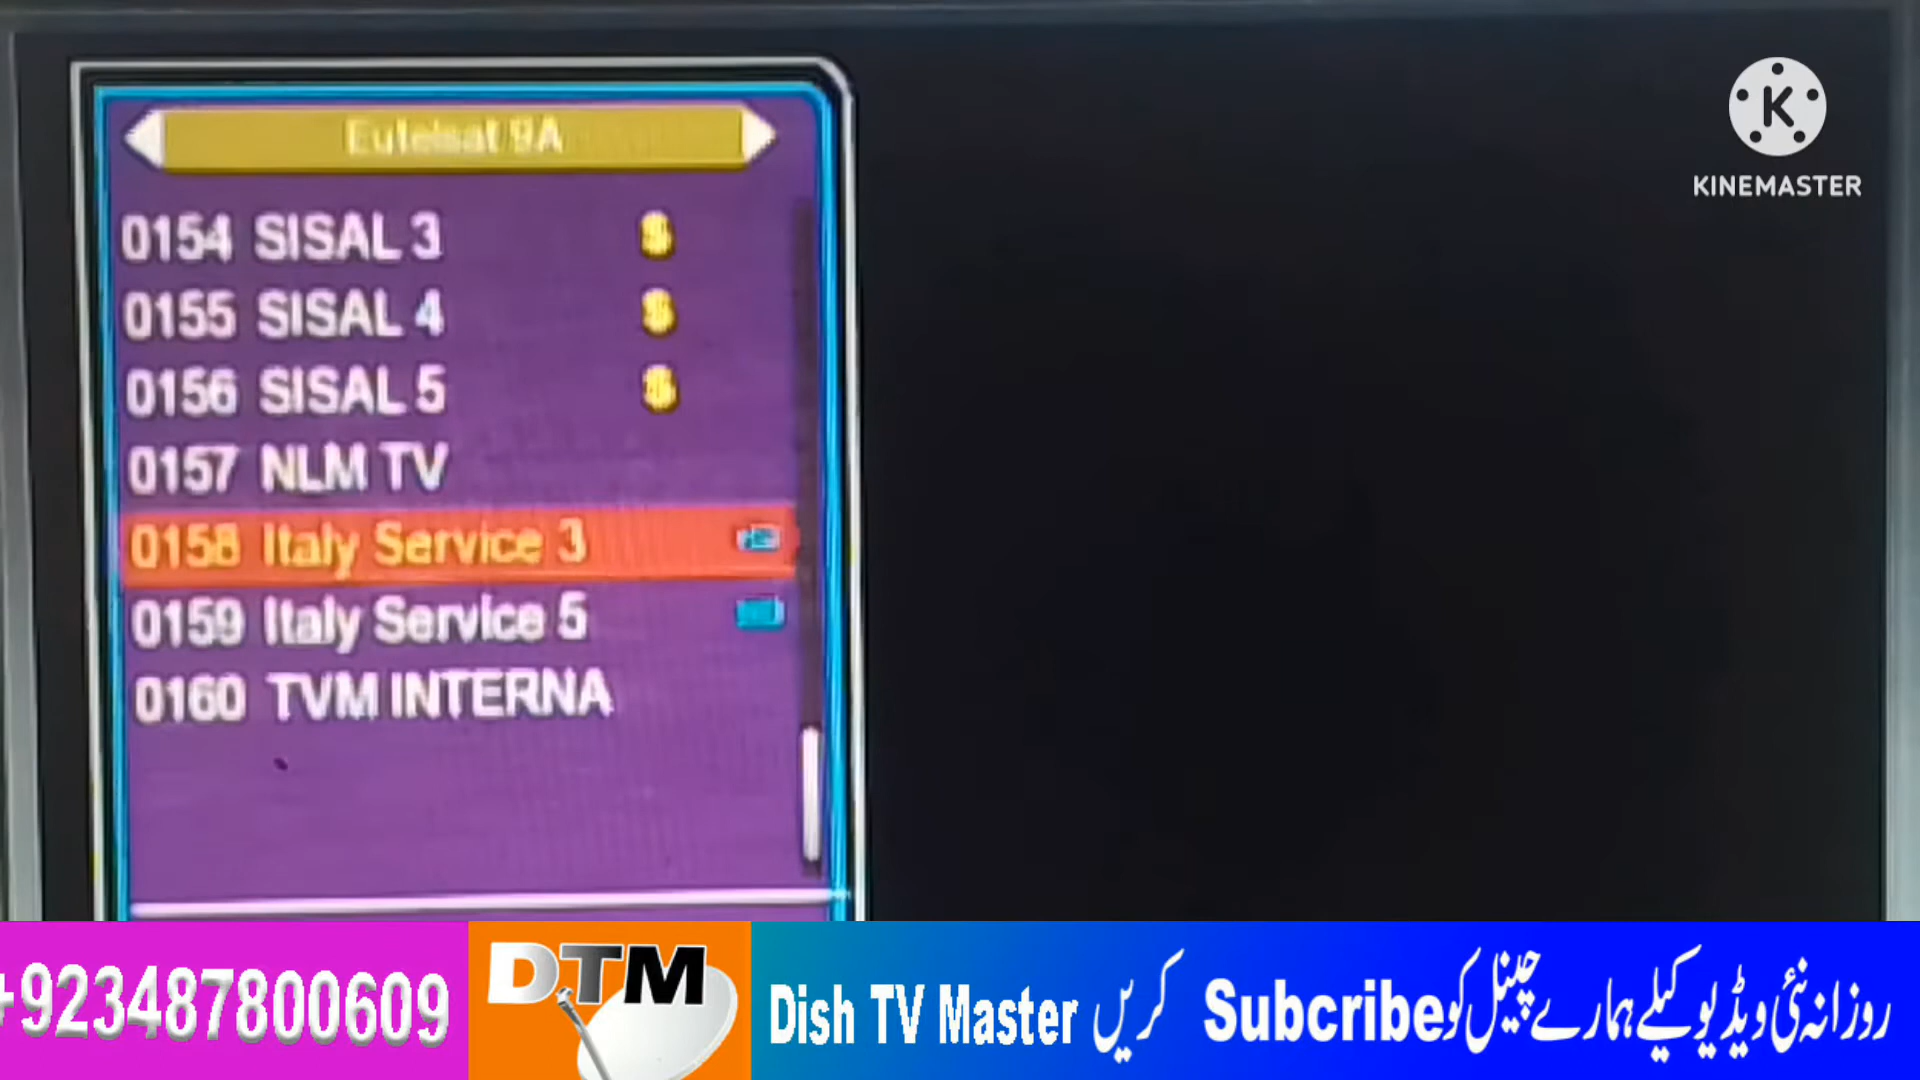 Eutelsat 9A
0154 SISAL 3 $
0155 SISAL 4 $
0156 SISAL 5 $
0157 NLM TV
0158 Italy Service 3
0159 Italy Service 5
0160 TVM INTERNA
K
KINEMASTER
+923487800609
DTM
Dish TV Master روزانہ نئی ویڈیو کیلے ہمارے چینل کو Subcribe کریں